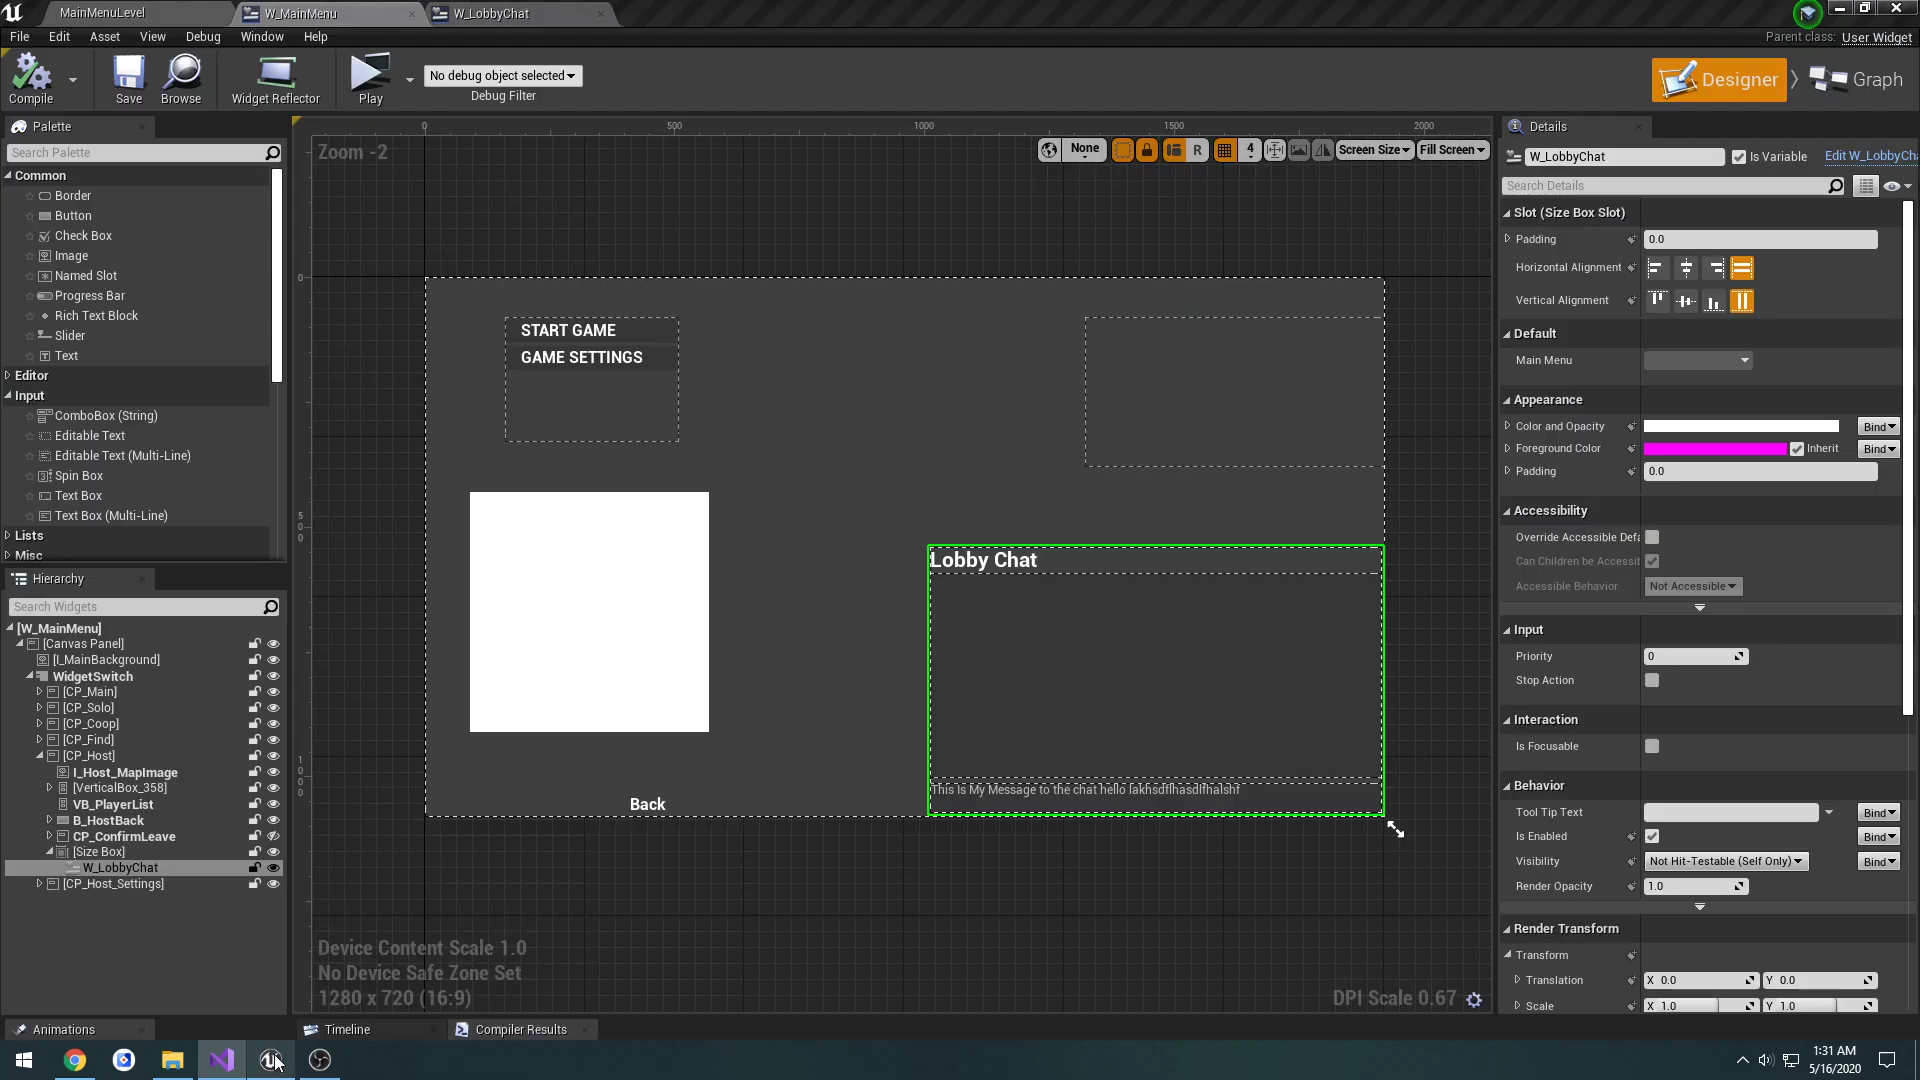 MainMenuLevel
W_MainMenu
W_LobbyChat
File Edit Asset View Debug Window Help
Parent class: User Widget
Compile
Save
Browse
Widget Reflector
Play
No debug object selected
Debug Filter
Designer
Graph
Palette
Search Palette
Common
Border
Button
Check Box
Image
Named Slot
Progress Bar
Rich Text Block
Slider
Text
Editor
Input
ComboBox (String)
Editable Text
Editable Text (Multi-Line)
Spin Box
Text Box
Text Box (Multi-Line)
Lists
Misc
Hierarchy
Search Widgets
[W_MainMenu]
[Canvas Panel]
[I_MainBackground]
WidgetSwitch
[CP_Main]
[CP_Solo]
[CP_Coop]
[CP_Find]
[CP_Host]
I_Host_MapImage
[VerticalBox_358]
VB_PlayerList
B_HostBack
CP_ConfirmLeave
[Size Box]
W_LobbyChat
[CP_Host_Settings]
Animations
0 500 1000 1500 2000
Zoom -2
None
R
4
Screen Size
Fill Screen
0
500
1000
START GAME
GAME SETTINGS
Lobby Chat
This Is My Message to the chat hello lakhsdflhasdlfhalshf
Back
Device Content Scale 1.0
No Device Safe Zone Set
1280 x 720 (16:9)
DPI Scale 0.67
Timeline
Compiler Results
Details
W_LobbyChat
Is Variable
Edit W_LobbyCha
Search Details
Slot (Size Box Slot)
Padding 0.0
Horizontal Alignment
Vertical Alignment
Default
Main Menu
Appearance
Color and Opacity Bind
Foreground Color Inherit Bind
Padding 0.0
Accessibility
Override Accessible Defa
Can Children be Accessit
Accessible Behavior Not Accessible
Input
Priority 0
Stop Action
Interaction
Is Focusable
Behavior
Tool Tip Text Bind
Is Enabled Bind
Visibility Not Hit-Testable (Self Only) Bind
Render Opacity 1.0
Render Transform
Transform
Translation X 0.0 Y 0.0
Scale X 1.0 Y 1.0
1:31 AM
5/16/2020